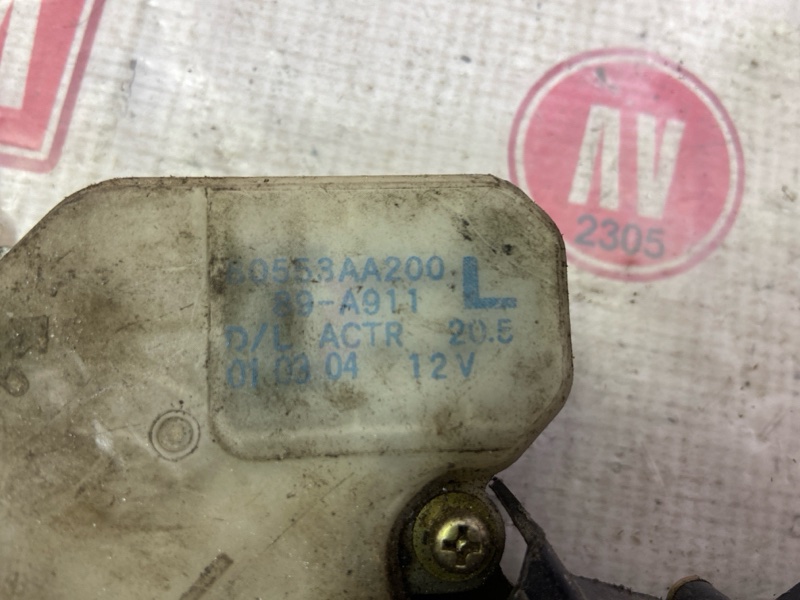 AV
2305
60553AA200 L
89-A911
D/L ACTR 20.5
01 03 04 12V